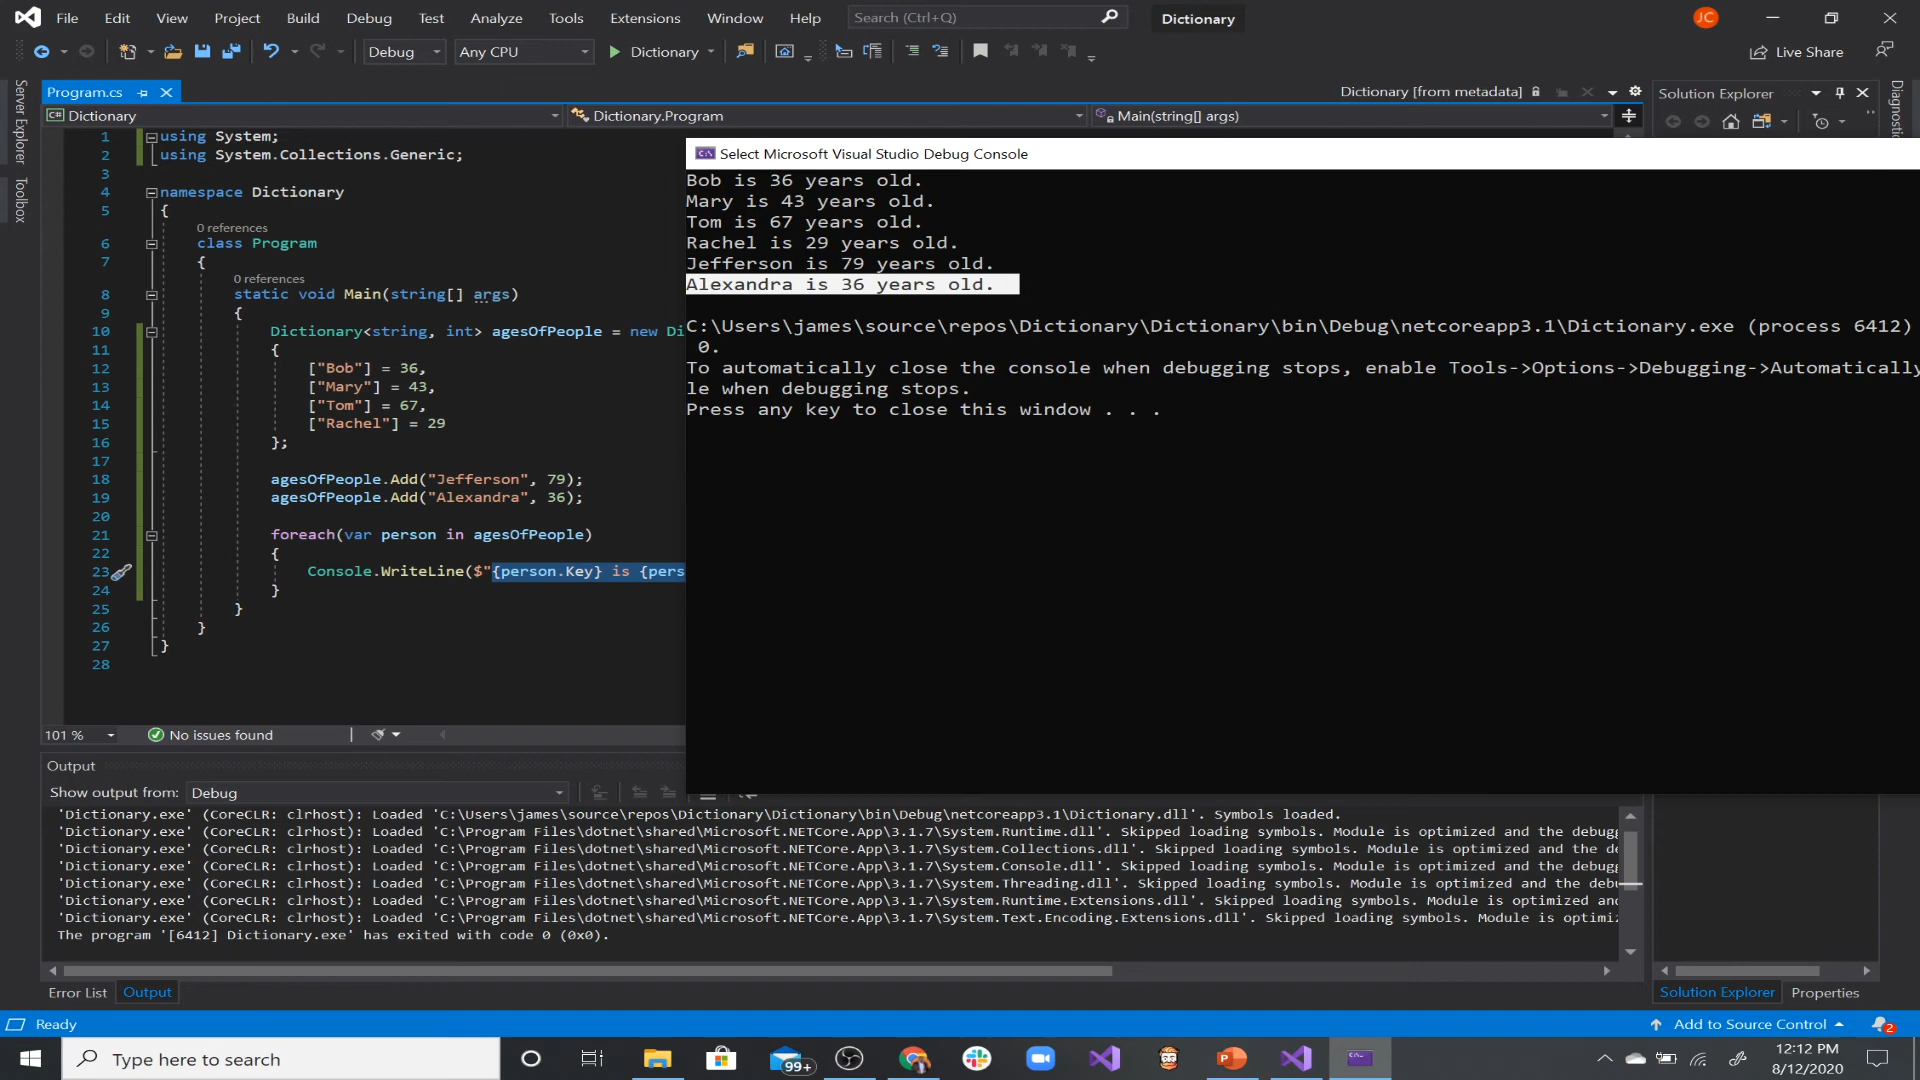 File Edit View Project Build Debug Test Analyze Tools Extensions Window Help Search (Ctrl+Q) Dictionary JC
Debug Any CPU Dictionary Live Share
Server Explorer
Toolbox
Program.cs Dictionary [from metadata]
Dictionary Dictionary.Program Main(string[] args)
1 using System;
2 using System.Collections.Generic;
3
4 namespace Dictionary
5 {
0 references
6 class Program
7 {
0 references
8 static void Main(string[] args)
9 {
10 Dictionary<string, int> agesOfPeople = new Di
11 {
12 ["Bob"] = 36,
13 ["Mary"] = 43,
14 ["Tom"] = 67,
15 ["Rachel"] = 29
16 };
17
18 agesOfPeople.Add("Jefferson", 79);
19 agesOfPeople.Add("Alexandra", 36);
20
21 foreach(var person in agesOfPeople)
22 {
23 Console.WriteLine($"{person.Key} is {pers
24 }
25 }
26 }
27 }
28
101 % No issues found
Select Microsoft Visual Studio Debug Console
Bob is 36 years old.
Mary is 43 years old.
Tom is 67 years old.
Rachel is 29 years old.
Jefferson is 79 years old.
Alexandra is 36 years old.
C:\Users\james\source\repos\Dictionary\Dictionary\bin\Debug\netcoreapp3.1\Dictionary.exe (process 6412)
0.
To automatically close the console when debugging stops, enable Tools->Options->Debugging->Automatically
le when debugging stops.
Press any key to close this window . . .
Solution Explorer
Output
Show output from: Debug
'Dictionary.exe' (CoreCLR: clrhost): Loaded 'C:\Users\james\source\repos\Dictionary\Dictionary\bin\Debug\netcoreapp3.1\Dictionary.dll'. Symbols loaded.
'Dictionary.exe' (CoreCLR: clrhost): Loaded 'C:\Program Files\dotnet\shared\Microsoft.NETCore.App\3.1.7\System.Runtime.dll'. Skipped loading symbols. Module is optimized and the debugg
'Dictionary.exe' (CoreCLR: clrhost): Loaded 'C:\Program Files\dotnet\shared\Microsoft.NETCore.App\3.1.7\System.Collections.dll'. Skipped loading symbols. Module is optimized and the de
'Dictionary.exe' (CoreCLR: clrhost): Loaded 'C:\Program Files\dotnet\shared\Microsoft.NETCore.App\3.1.7\System.Console.dll'. Skipped loading symbols. Module is optimized and the debugg
'Dictionary.exe' (CoreCLR: clrhost): Loaded 'C:\Program Files\dotnet\shared\Microsoft.NETCore.App\3.1.7\System.Threading.dll'. Skipped loading symbols. Module is optimized and the debu
'Dictionary.exe' (CoreCLR: clrhost): Loaded 'C:\Program Files\dotnet\shared\Microsoft.NETCore.App\3.1.7\System.Runtime.Extensions.dll'. Skipped loading symbols. Module is optimized and
'Dictionary.exe' (CoreCLR: clrhost): Loaded 'C:\Program Files\dotnet\shared\Microsoft.NETCore.App\3.1.7\System.Text.Encoding.Extensions.dll'. Skipped loading symbols. Module is optimiz
The program '[6412] Dictionary.exe' has exited with code 0 (0x0).
Error List Output Solution Explorer Properties
Ready Add to Source Control 2
Type here to search 99+ 12:12 PM
8/12/2020